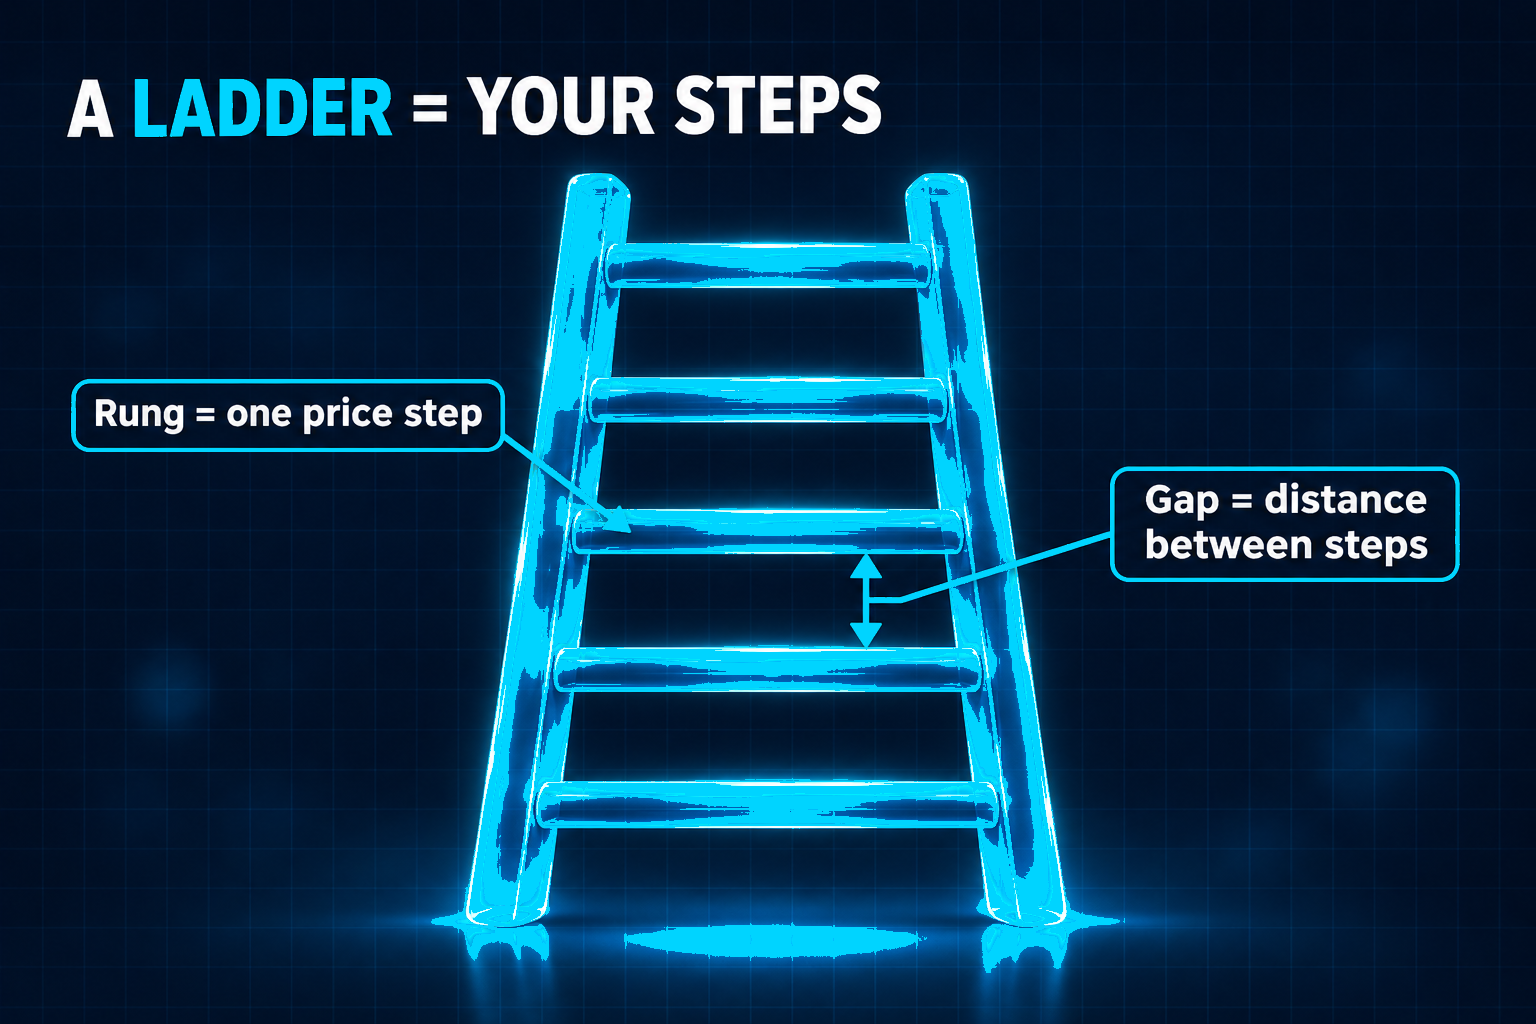 A LADDER = YOUR STEPS
Rung = one price step
Gap = distance
between steps